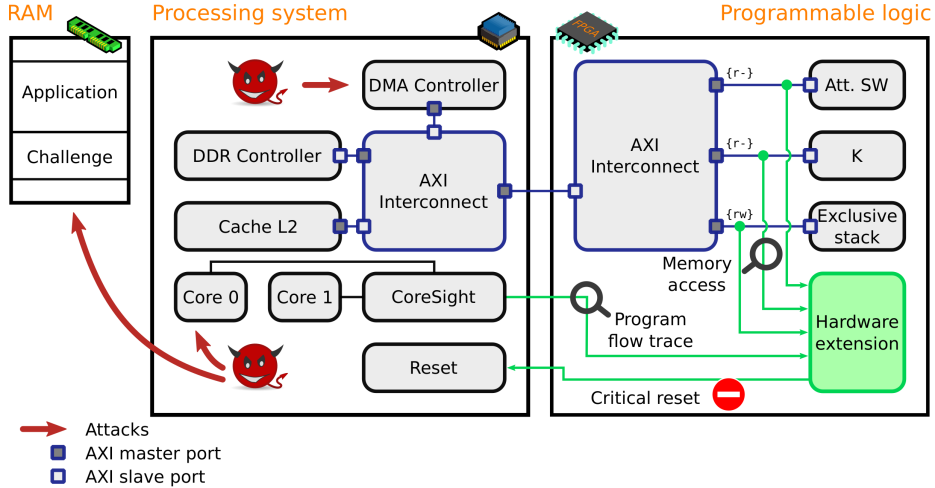 RAM
Processing system
Programmable logic
FPGA
Application
Challenge
DMA Controller
DDR Controller
AXI
Interconnect
Cache L2
Core 0
Core 1
CoreSight
Reset
AXI
Interconnect
{r-}
Att. SW
{r-}
K
{rw}
Exclusive
stack
Memory
access
Program
flow trace
Hardware
extension
Critical reset
Attacks
AXI master port
AXI slave port